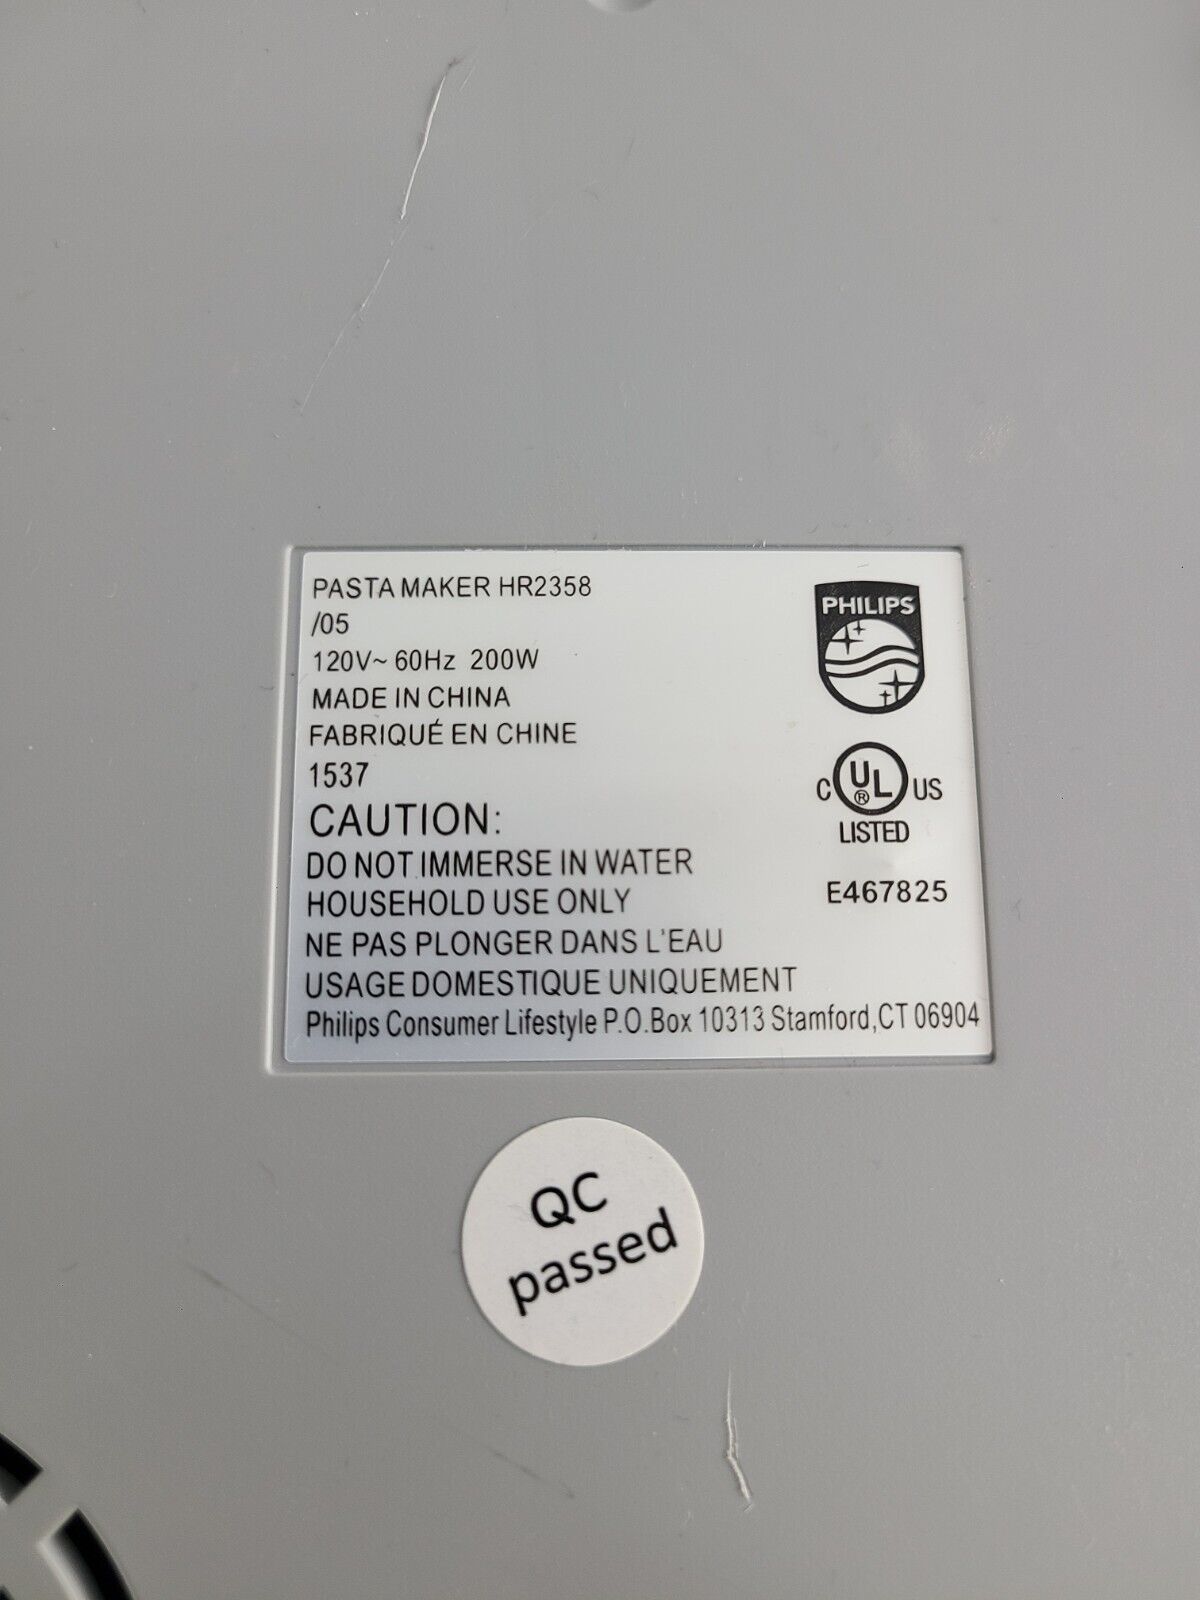 PASTA MAKER HR2358
/05
120V~ 60Hz 200W
MADE IN CHINA
FABRIQUÉ EN CHINE
1537
CAUTION:
DO NOT IMMERSE IN WATER
HOUSEHOLD USE ONLY
NE PAS PLONGER DANS L'EAU
USAGE DOMESTIQUE UNIQUEMENT
Philips Consumer Lifestyle P.O.Box 10313 Stamford,CT 06904
PHILIPS
C UL ® US
LISTED
E467825
QC
passed